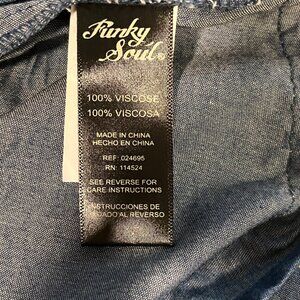 Funky
Soul®
100% VISCOSE
100% VISCOSA
MADE IN CHINA
HECHO EN CHINA
REF: 024695
RN: 114524
SEE REVERSE FOR
CARE INSTRUCTIONS
INSTRUCCIONES DE
AL REVERSO